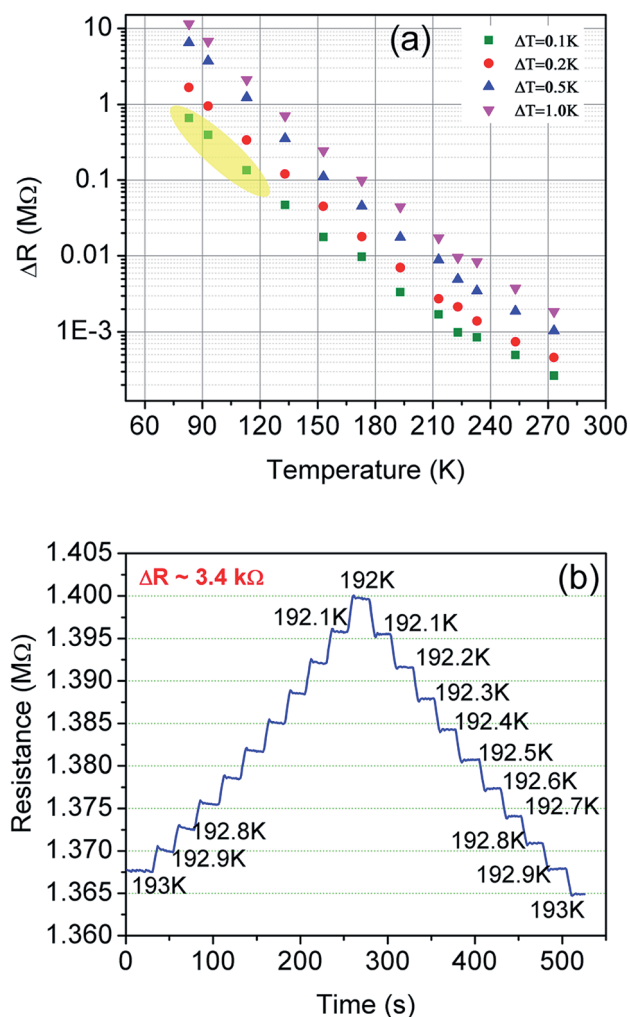 (a)
ΔT=0.1K
ΔT=0.2K
ΔT=0.5K
ΔT=1.0K
10
1
0.1
0.01
1E-3
ΔR (MΩ)
60 90 120 150 180 210 240 270 300
Temperature (K)
(b)
ΔR ~ 3.4 kΩ
1.405
1.400
1.395
1.390
1.385
1.380
1.375
1.370
1.365
1.360
Resistance (MΩ)
192K
192.1K
192.1K
192.2K
192.3K
192.4K
192.5K
192.6K
192.7K
192.8K
192.8K
192.9K
192.9K
193K
193K
0 100 200 300 400 500
Time (s)